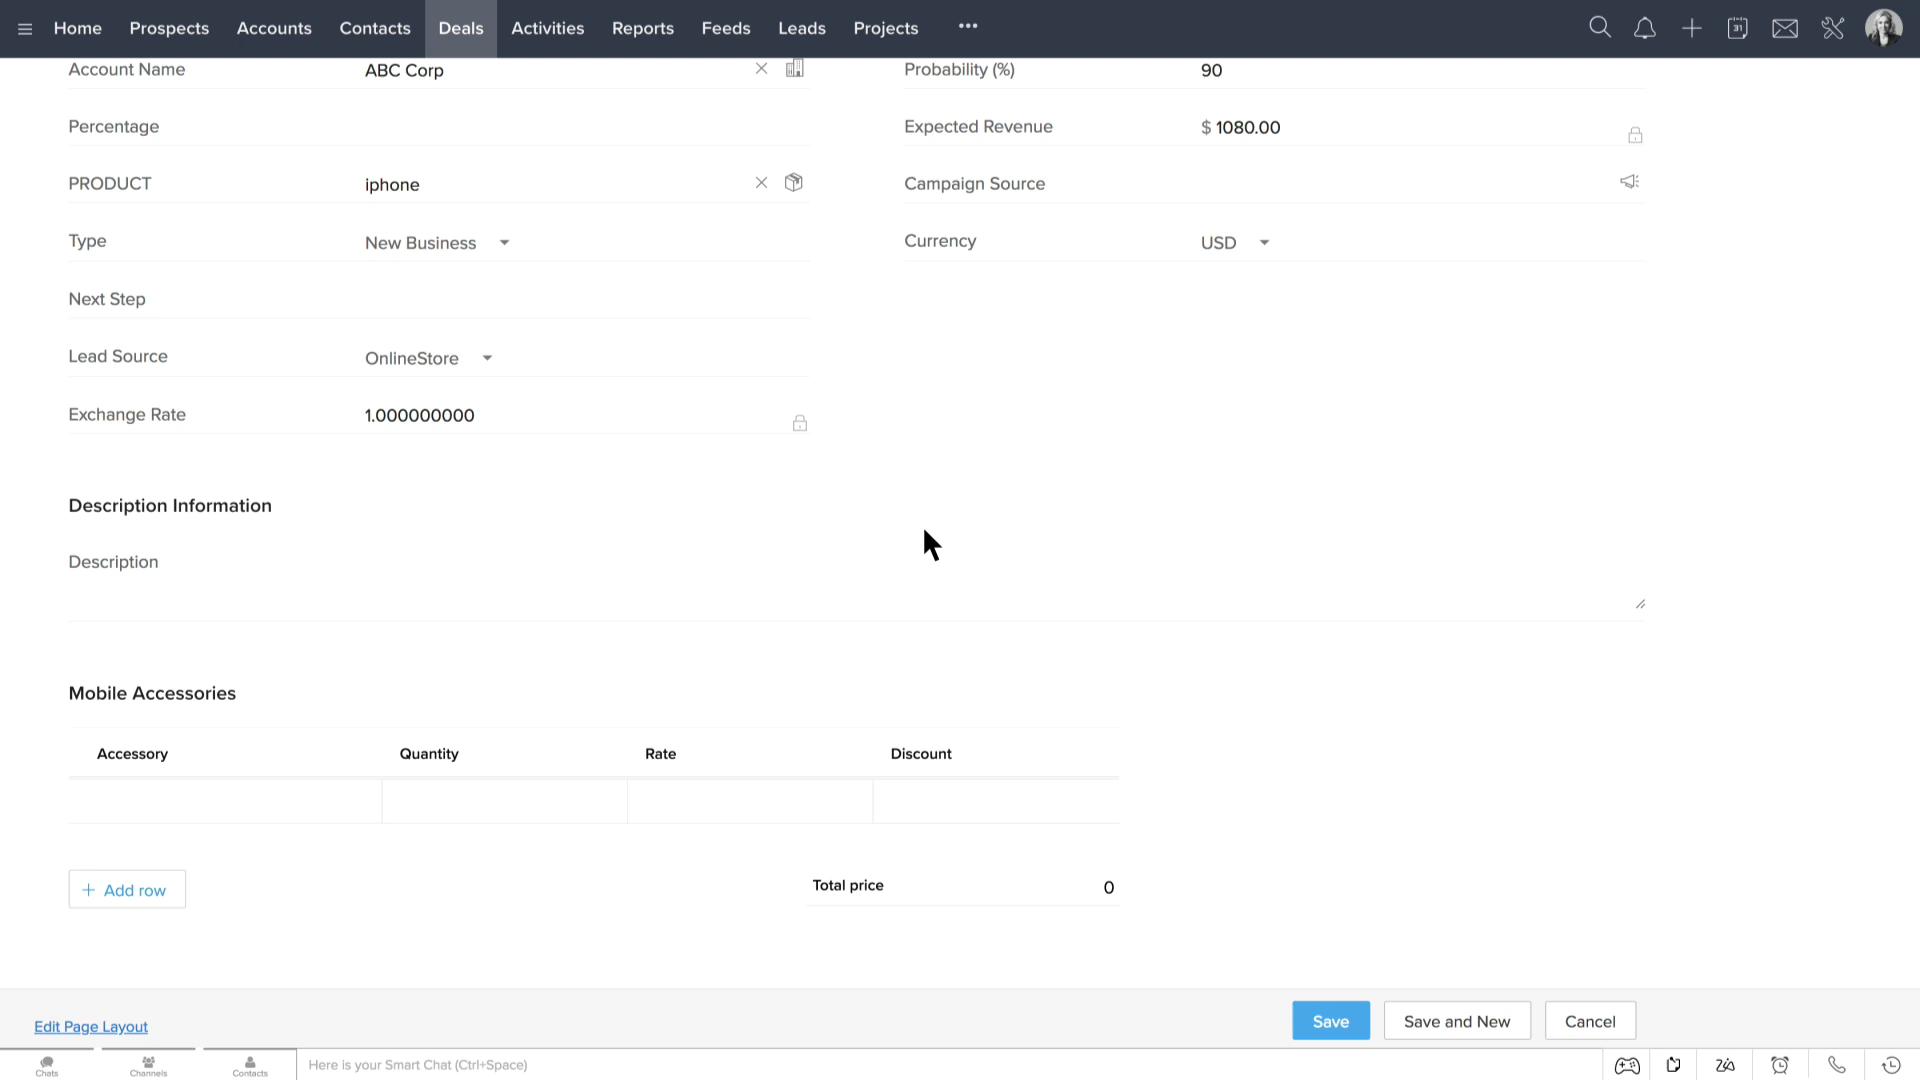 Home Prospects Accounts Contacts Deals Activities Reports Feeds Leads Projects ••• 31
Account Name ABC Corp Probability (%) 90
Percentage Expected Revenue $ 1080.00
PRODUCT iphone Campaign Source
Type New Business Currency USD
Next Step
Lead Source OnlineStore
Exchange Rate 1.000000000
Description Information
Description
Mobile Accessories
Accessory Quantity Rate Discount
+ Add row Total price 0
Edit Page Layout Save Save and New Cancel
Chats Channels Contacts Here is your Smart Chat (Ctrl+Space)